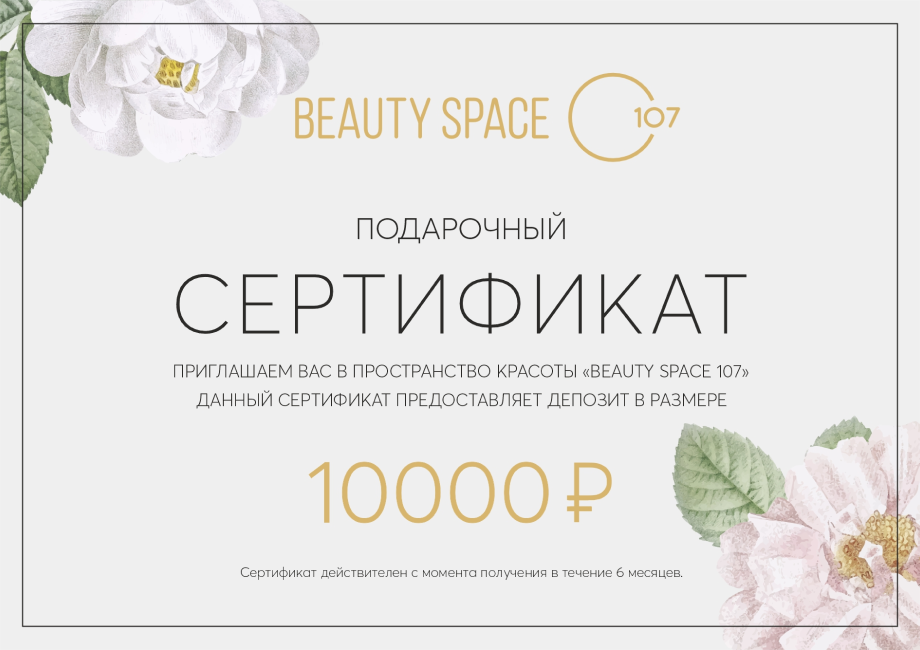 BEAUTY SPACE 107
ПОДАРОЧНЫЙ
СЕРТИФИКАТ
ПРИГЛАШАЕМ ВАС В ПРОСТРАНСТВО КРАСОТЫ «BEAUTY SPACE 107»
ДАННЫЙ СЕРТИФИКАТ ПРЕДОСТАВЛЯЕТ ДЕПОЗИТ В РАЗМЕРЕ
10000 ₽
Сертификат действителен с момента получения в течение 6 месяцев.